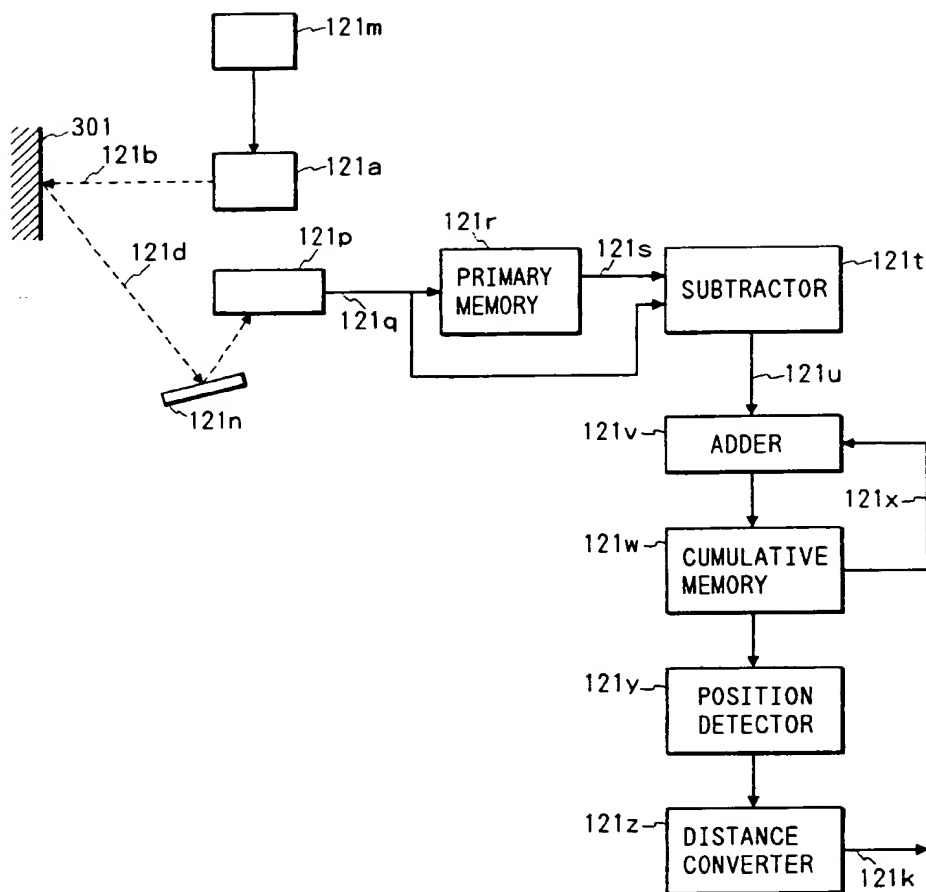 121m
301
121b
121a
121d
121p
121q
121n
121r
PRIMARY
MEMORY
121s
SUBTRACTOR
121t
121u
121v
ADDER
121x
121w
CUMULATIVE
MEMORY
121y
POSITION
DETECTOR
121z
DISTANCE
CONVERTER
121k